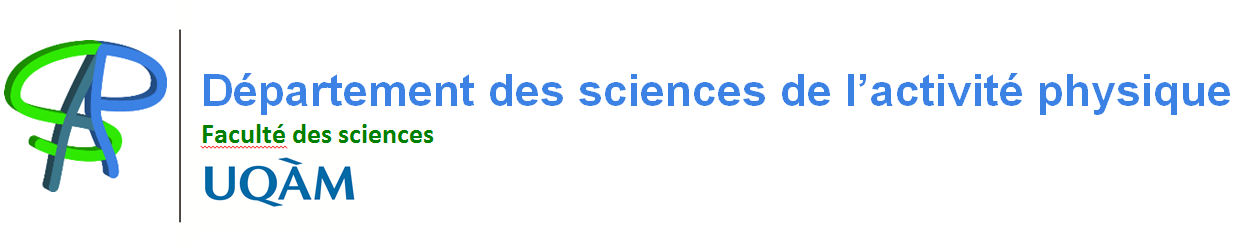 Département des sciences de l'activité physique
Faculté des sciences
UQÀM